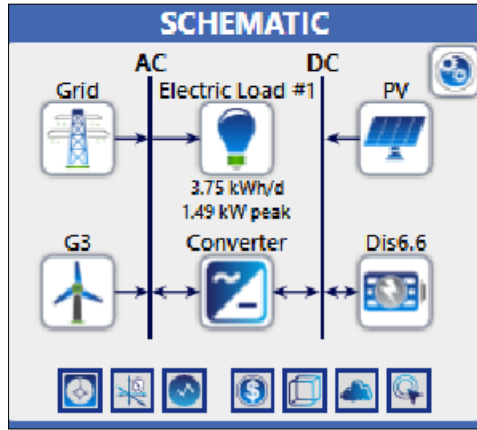 SCHEMATIC
AC DC
Grid Electric Load #1 PV
3.75 kWh/d
1.49 kW peak
G3 Converter Dis6.6